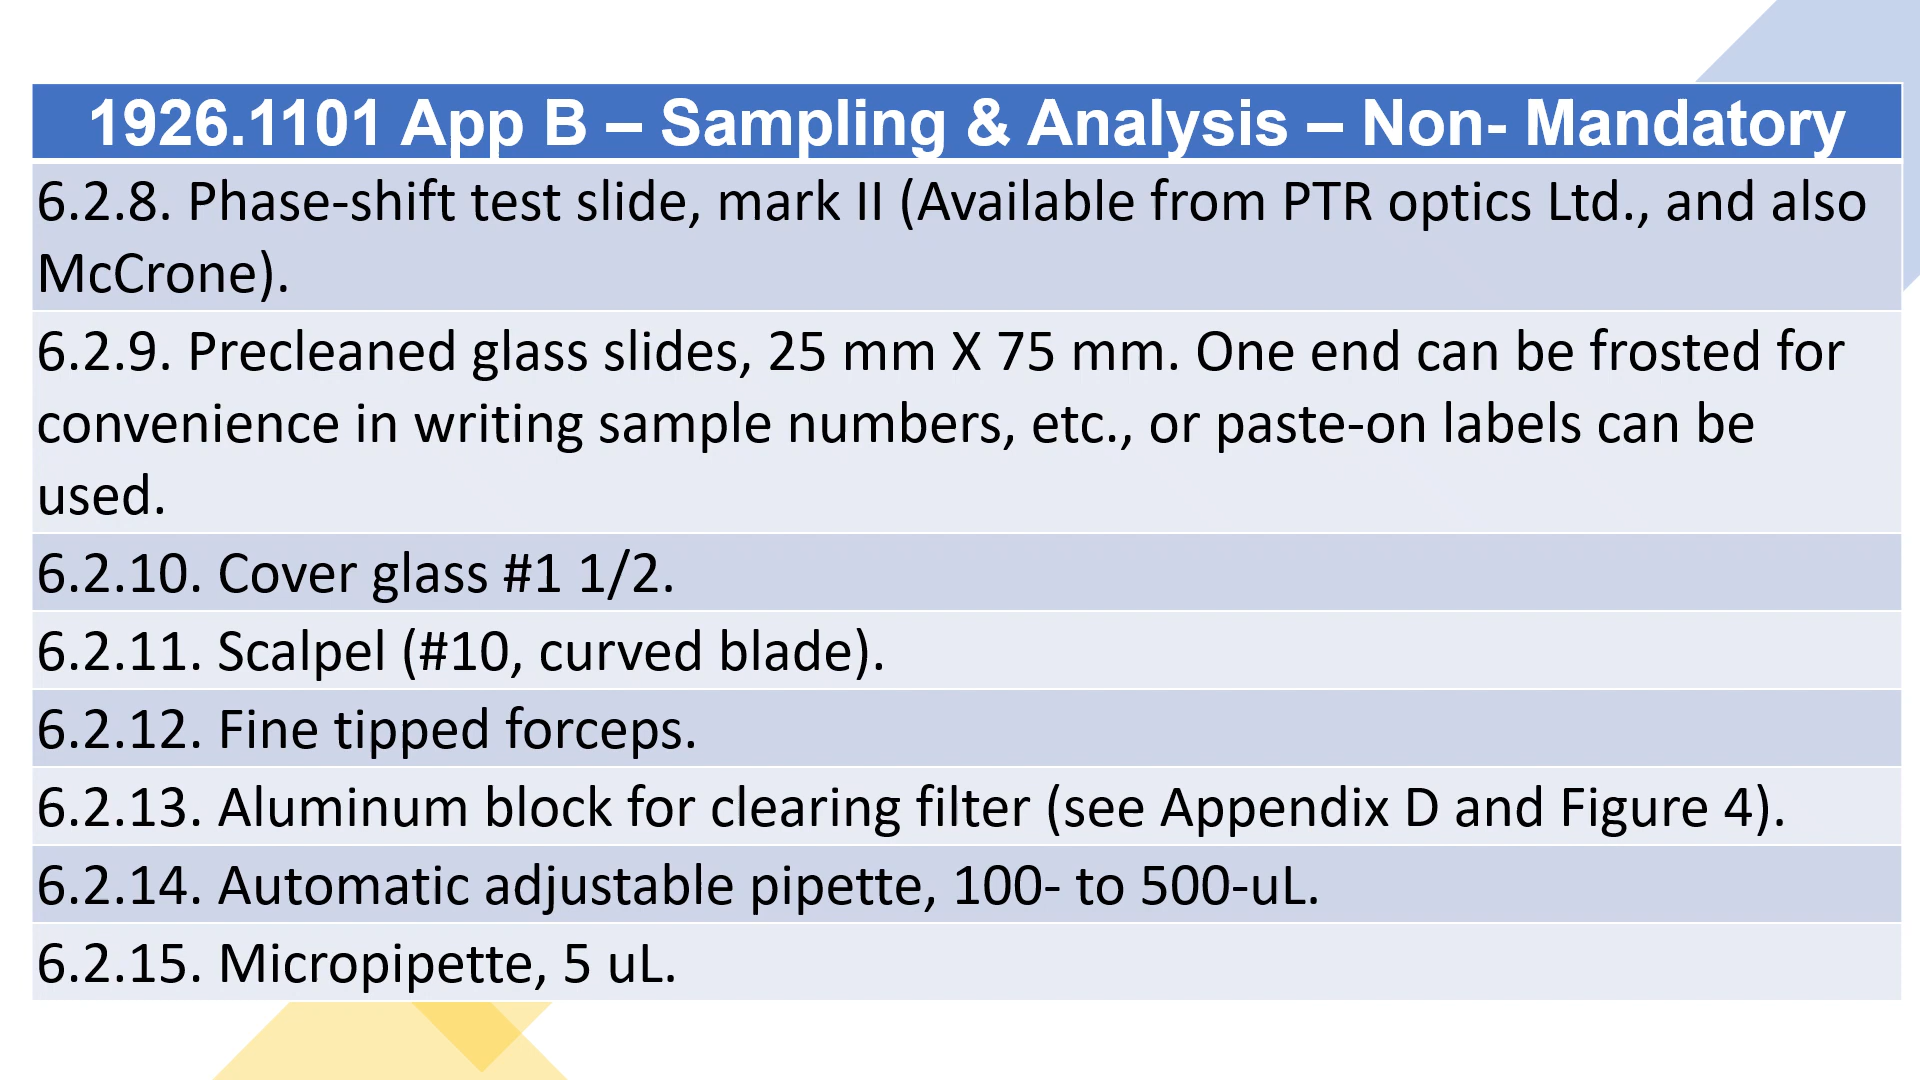 1926.1101 App B – Sampling & Analysis – Non- Mandatory
6.2.8. Phase-shift test slide, mark II (Available from PTR optics Ltd., and also
McCrone).
6.2.9. Precleaned glass slides, 25 mm X 75 mm. One end can be frosted for
convenience in writing sample numbers, etc., or paste-on labels can be
used.
6.2.10. Cover glass #1 1/2.
6.2.11. Scalpel (#10, curved blade).
6.2.12. Fine tipped forceps.
6.2.13. Aluminum block for clearing filter (see Appendix D and Figure 4).
6.2.14. Automatic adjustable pipette, 100- to 500-uL.
6.2.15. Micropipette, 5 uL.